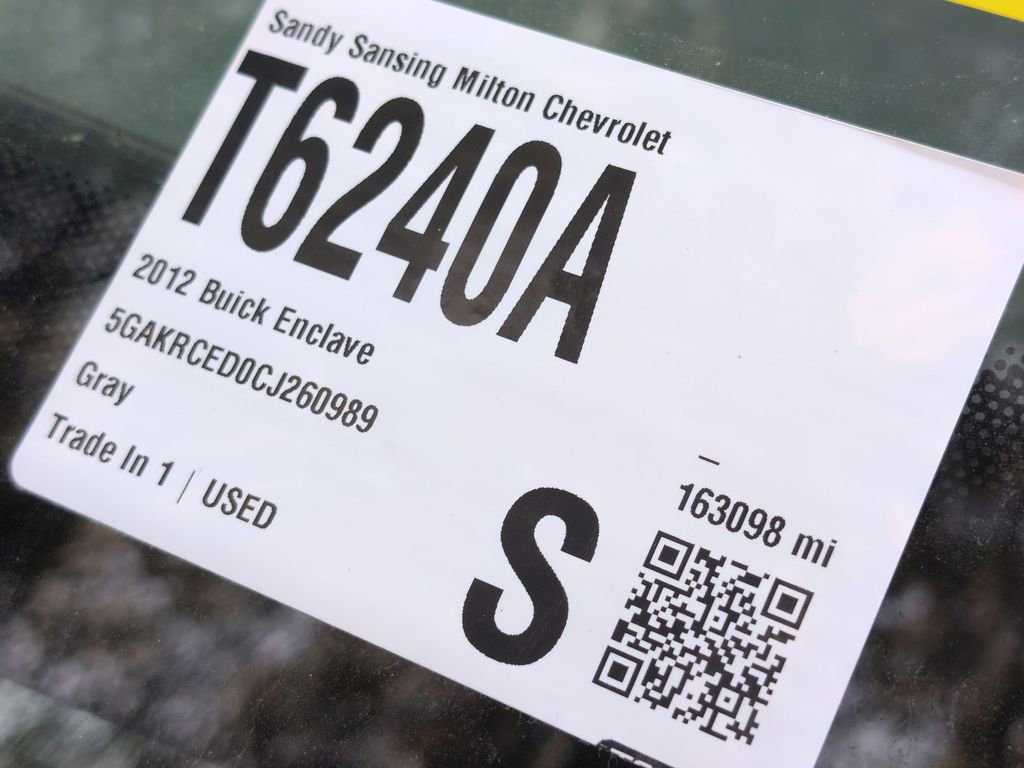 Sandy Sansing Milton Chevrolet
T6240A
2012 Buick Enclave
5GAKRCED0CJ260989
Gray
Trade In 1 | USED
–
163098 mi
S